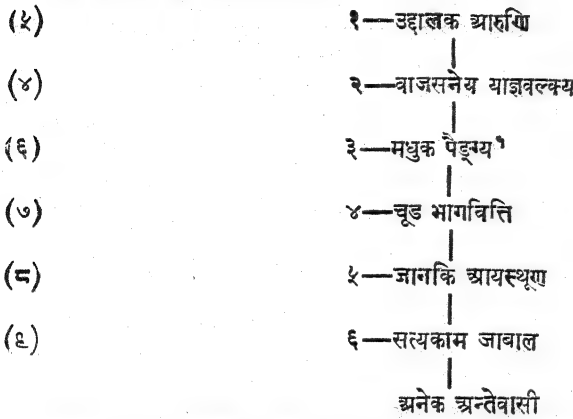 (५) १—उद्दालक आरुणि
(४) २—वाजसनेय याज्ञवल्क्य
(६) ३—मधुक पैङ्ग्य१
(७) ४—चूड भागवित्ति
(८) ५—जानकि आयस्थूण
(९) ६—सत्यकाम जाबाल
अनेक अन्तेवासी